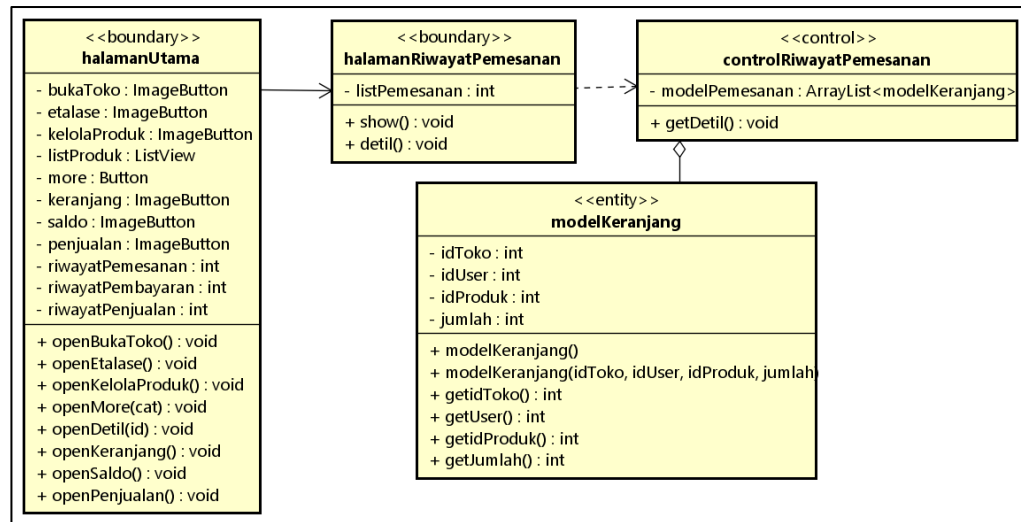 <<boundary>>
halamanUtama
- bukaToko : ImageButton
- etalase : ImageButton
- kelolaProduk : ImageButton
- listProduk : ListView
- more : Button
- keranjang : ImageButton
- saldo : ImageButton
- penjualan : ImageButton
- riwayatPemesanan : int
- riwayatPembayaran : int
- riwayatPenjualan : int
+ openBukaToko() : void
+ openEtalase() : void
+ openKelolaProduk() : void
+ openMore(cat) : void
+ openDetil(id) : void
+ openKeranjang() : void
+ openSaldo() : void
+ openPenjualan() : void
<<boundary>>
halamanRiwayatPemesanan
- listPemesanan : int
+ show() : void
+ detil() : void
<<control>>
controlRiwayatPemesanan
- modelPemesanan : ArrayList<modelKeranjang>
+ getDetil() : void
<<entity>>
modelKeranjang
- idToko : int
- idUser : int
- idProduk : int
- jumlah : int
+ modelKeranjang()
+ modelKeranjang(idToko, idUser, idProduk, jumlah)
+ getidToko() : int
+ getUser() : int
+ getidProduk() : int
+ getJumlah() : int